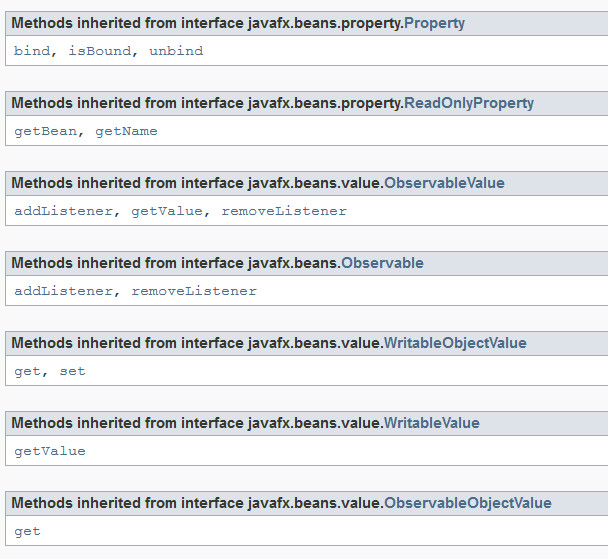 Methods inherited from interface javafx.beans.property.Property
bind, isBound, unbind
Methods inherited from interface javafx.beans.property.ReadOnlyProperty
getBean, getName
Methods inherited from interface javafx.beans.value.ObservableValue
addListener, getValue, removeListener
Methods inherited from interface javafx.beans.Observable
addListener, removeListener
Methods inherited from interface javafx.beans.value.WritableObjectValue
get, set
Methods inherited from interface javafx.beans.value.WritableValue
getValue
Methods inherited from interface javafx.beans.value.ObservableObjectValue
get